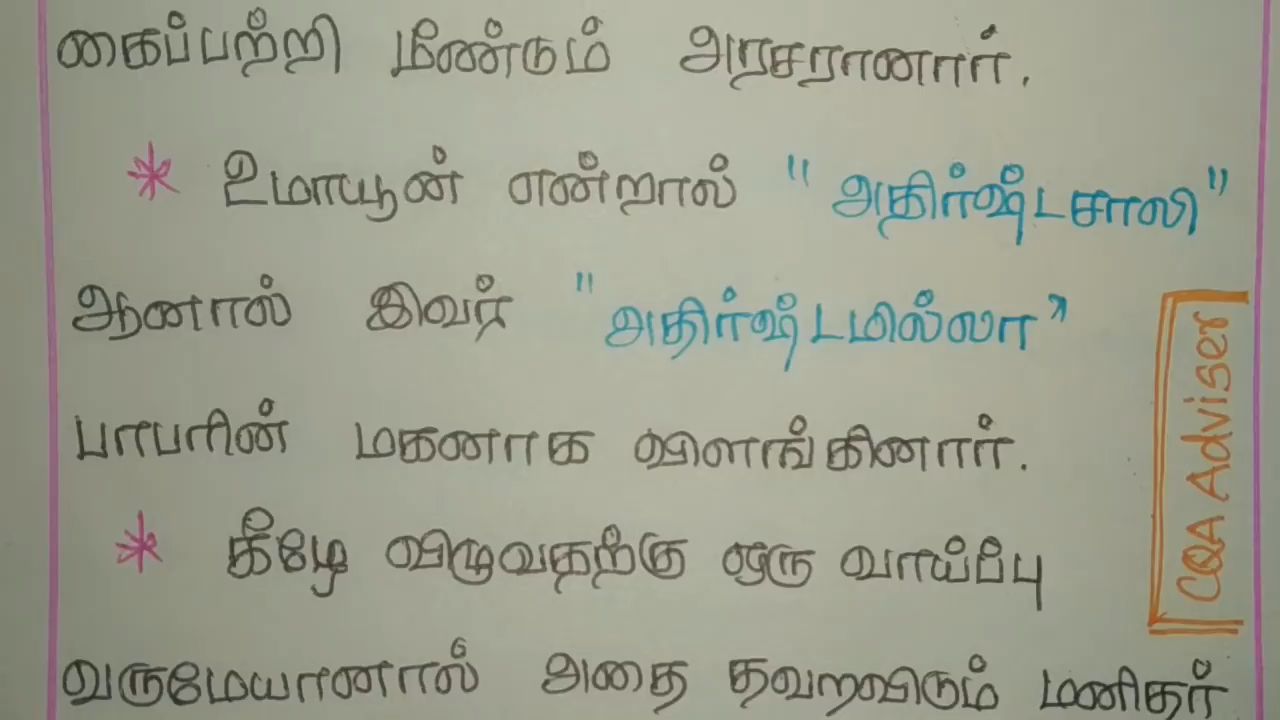 கைப்பற்றி மீண்டும் அரசரானார்.
* உமாயூன் என்றால் "அதிர்ஷ்டசாலி"
ஆனால் இவர் "அதிர்ஷ்டமில்லா"
பாபரின் மகனாக விளங்கினார்.
* கீழே விழுவதற்கு ஒரு வாய்ப்பு
வருமேயானால் அதை தவறவிடும் மனிதர்
CQA Adviser